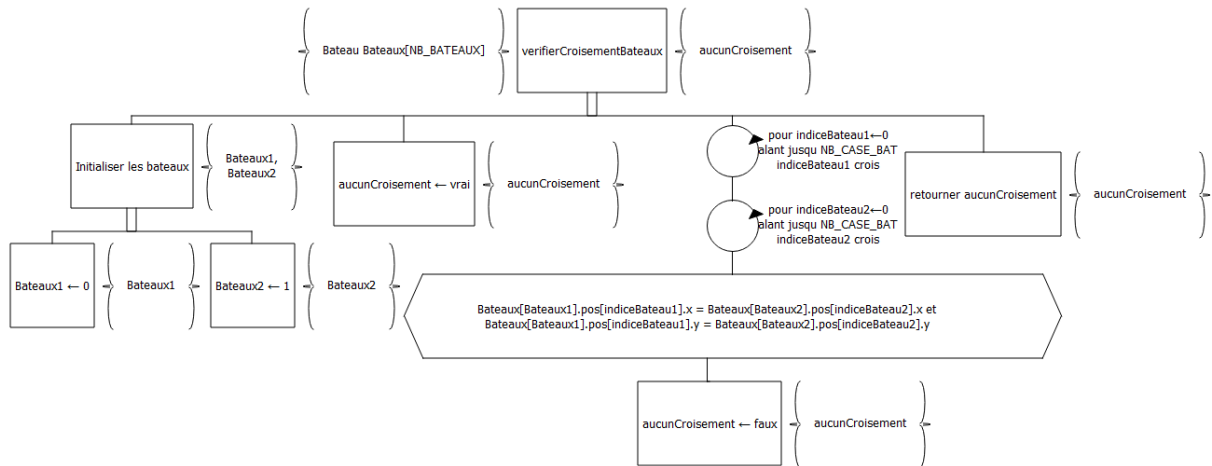 Bateau Bateaux[NB_BATEAUX]
verifierCroisementBateaux
aucunCroisement
Initialiser les bateaux
Bateaux1,
Bateaux2
aucunCroisement ← vrai
aucunCroisement
pour indiceBateau1←0
alant jusqu NB_CASE_BAT
indiceBateau1 crois
retourner aucunCroisement
aucunCroisement
pour indiceBateau2←0
alant jusqu NB_CASE_BAT
indiceBateau2 crois
Bateaux1 ← 0
Bateaux1
Bateaux2 ← 1
Bateaux2
Bateaux[Bateaux1].pos[indiceBateau1].x = Bateaux[Bateaux2].pos[indiceBateau2].x et
Bateaux[Bateaux1].pos[indiceBateau1].y = Bateaux[Bateaux2].pos[indiceBateau2].y
aucunCroisement ← faux
aucunCroisement